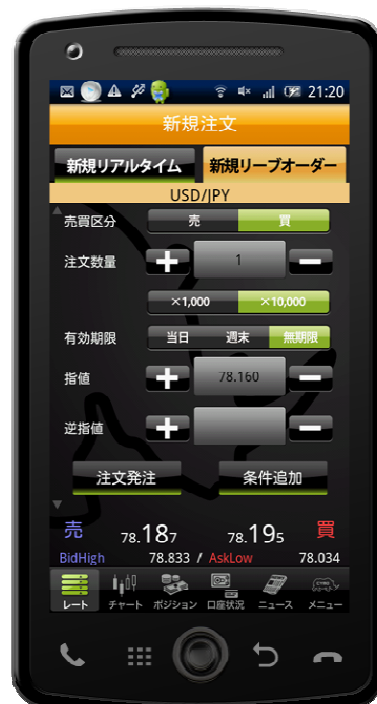 21:20
新規注文
新規リアルタイム 新規リーブオーダー
USD/JPY
売買区分 売 買
注文数量 + 1 −
×1,000 ×10,000
有効期限 当日 週末 無期限
指値 + 78.160 −
逆指値 + −
注文発注 条件追加
売 78.187 78.195 買
BidHigh 78.833 / AskLow 78.034
レート チャート ポジション 口座状況 ニュース メニュー